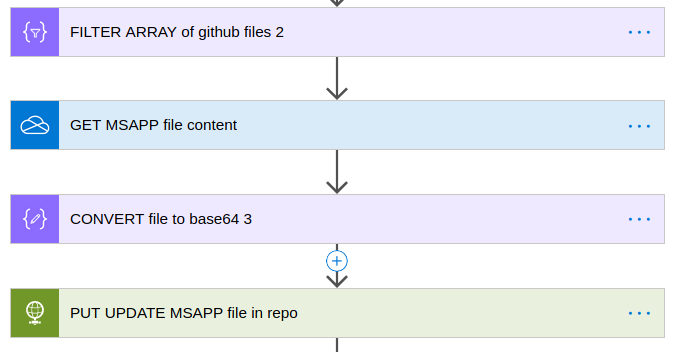 FILTER ARRAY of github files 2
GET MSAPP file content
CONVERT file to base64 3
PUT UPDATE MSAPP file in repo